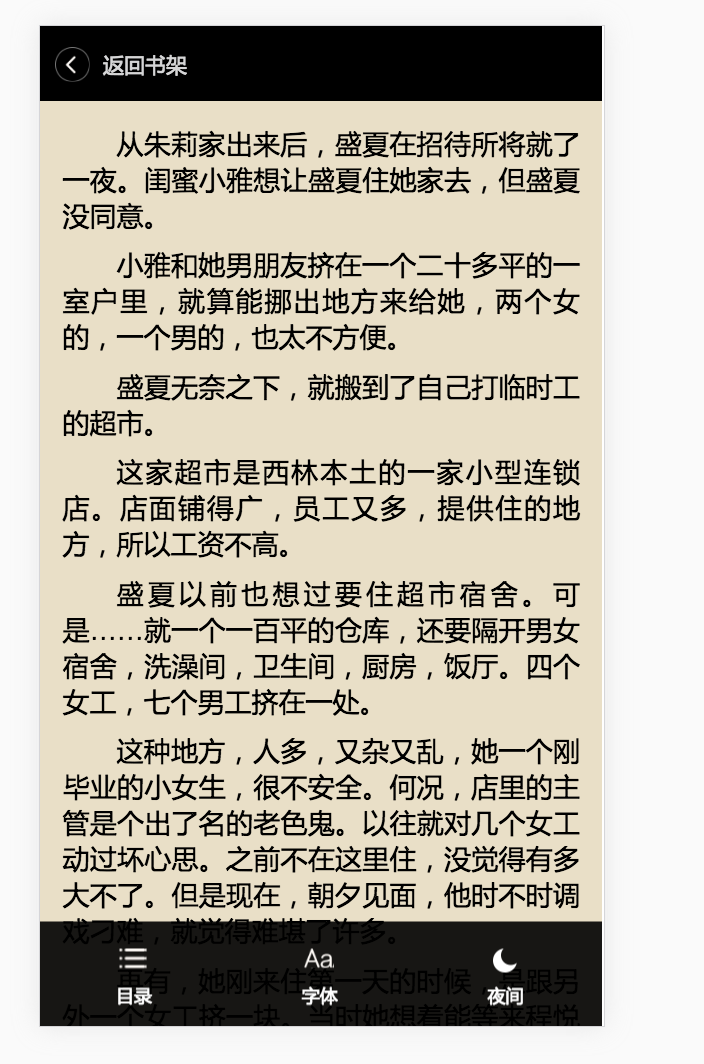 返回书架
从朱莉家出来后，盛夏在招待所将就了
一夜。闺蜜小雅想让盛夏住她家去，但盛夏
没同意。
小雅和她男朋友挤在一个二十多平的一
室户里，就算能挪出地方来给她，两个女
的，一个男的，也太不方便。
盛夏无奈之下，就搬到了自己打临时工
的超市。
这家超市是西林本土的一家小型连锁
店。店面铺得广，员工又多，提供住的地
方，所以工资不高。
盛夏以前也想过要住超市宿舍。可
是……就一个一百平的仓库，还要隔开男女
宿舍，洗澡间，卫生间，厨房，饭厅。四个
女工，七个男工挤在一处。
这种地方，人多，又杂又乱，她一个刚
毕业的小女生，很不安全。何况，店里的主
管是个出了名的老色鬼。以往就对几个女工
动过坏心思。之前不在这里住，没觉得有多
大不了。但是现在，朝夕见面，他时不时调
戏刁难，就觉得难堪了许多。
再有，她刚来住第一天的时候，是跟另
外一个女工挤一块。当时她想着能等来程悦
目录
Aa
字体
夜间